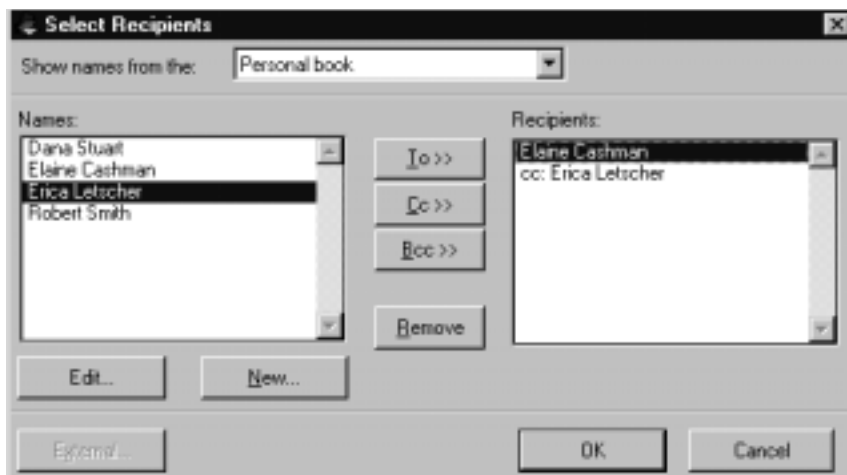 Select Recipients
Show names from the: Personal book
Names:
Dana Stuart
Elaine Cashman
Erica Letscher
Robert Smith
To >>
Cc >>
Bcc >>
Remove
Recipients:
Elaine Cashman
cc: Erica Letscher
Edit...
New...
External...
OK
Cancel